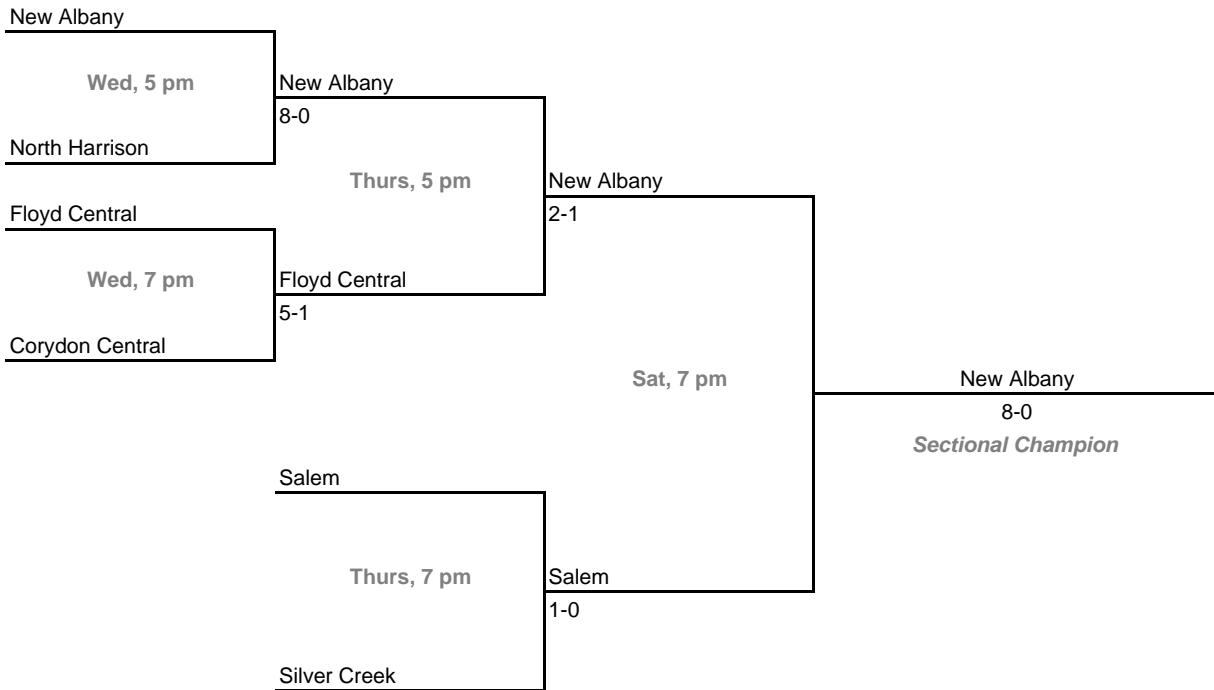 New Albany
Wed, 5 pm
New Albany
8-0
North Harrison
Thurs, 5 pm
New Albany
Floyd Central
2-1
Wed, 7 pm
Floyd Central
5-1
Corydon Central
Sat, 7 pm
New Albany
8-0
Sectional Champion
Salem
Thurs, 7 pm
Salem
1-0
Silver Creek